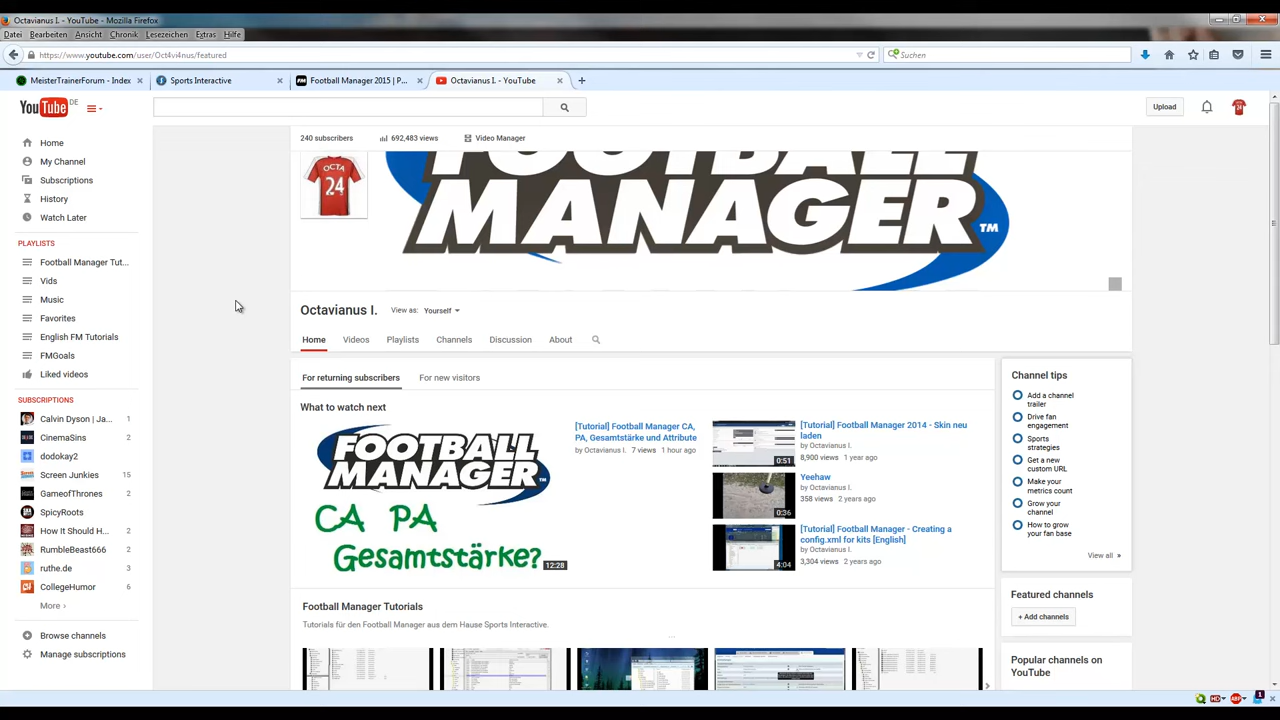 Octavianus I. - YouTube - Mozilla Firefox
Datei Bearbeiten Ansicht Chronik Lesezeichen Extras Hilfe
https://www.youtube.com/user/Oct4vi4nus/featured
Suchen
MeisterTrainerForum - Index
Sports Interactive
Football Manager 2015 | P...
Octavianus I. - YouTube
YouTube DE
Upload
Home
My Channel
Subscriptions
History
Watch Later
PLAYLISTS
Football Manager Tut...
Vids
Music
Favorites
English FM Tutorials
FMGoals
Liked videos
SUBSCRIPTIONS
Calvin Dyson | Ja... 1
CinemaSins 2
dodokay2
Screen Junkies 15
GameofThrones 2
SpicyRoots
How It Should H... 2
RumbleBeast666 2
ruthe.de 3
CollegeHumor 6
More ›
Browse channels
Manage subscriptions
240 subscribers 692,483 views Video Manager
OCTA
24
FOOTBALL
MANAGER™
Octavianus I. View as: Yourself
Home Videos Playlists Channels Discussion About
For returning subscribers For new visitors
What to watch next
FOOTBALL
MANAGER
CA PA
Gesamtstärke?
12:28
[Tutorial] Football Manager CA,
PA, Gesamtstärke und Attribute
by Octavianus I. 7 views 1 hour ago
0:51
[Tutorial] Football Manager 2014 - Skin neu
laden
by Octavianus I.
8,900 views 1 year ago
0:36
Yeehaw
by Octavianus I.
358 views 2 years ago
4:04
[Tutorial] Football Manager - Creating a
config.xml for kits [English]
by Octavianus I.
3,304 views 2 years ago
Football Manager Tutorials
Tutorials für den Football Manager aus dem Hause Sports Interactive.
Channel tips
Add a channel
trailer
Drive fan
engagement
Sports
strategies
Get a new
custom URL
Make your
metrics count
Grow your
channel
How to grow
your fan base
View all »
Featured channels
+ Add channels
Popular channels on
YouTube